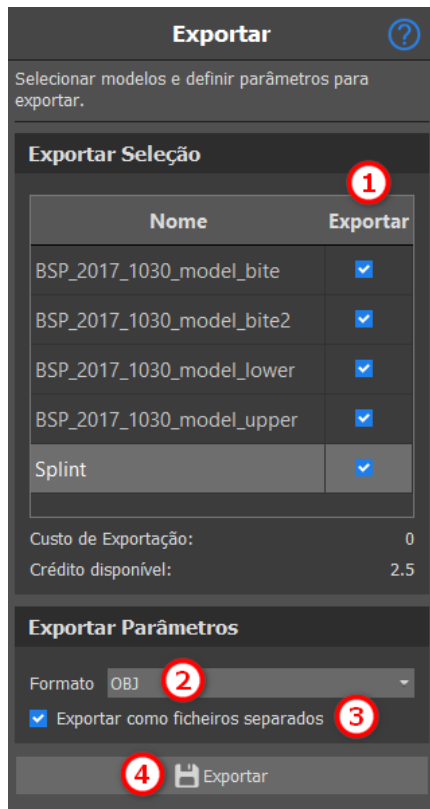 Exportar
Selecionar modelos e definir parâmetros para
exportar.
Exportar Seleção
1
Nome Exportar
BSP_2017_1030_model_bite
BSP_2017_1030_model_bite2
BSP_2017_1030_model_lower
BSP_2017_1030_model_upper
Splint
Custo de Exportação: 0
Crédito disponível: 2.5
Exportar Parâmetros
Formato OBJ 2
Exportar como ficheiros separados 3
4 Exportar